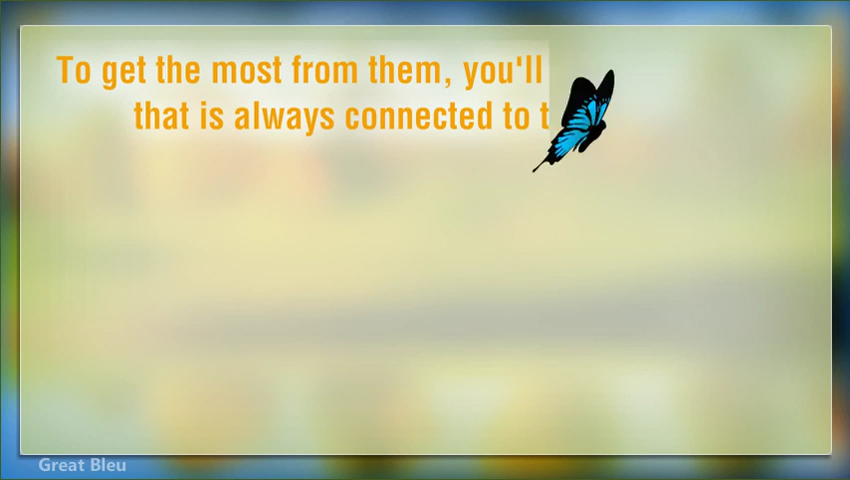 To get the most from them, you'll
that is always connected to t
Great Bleu